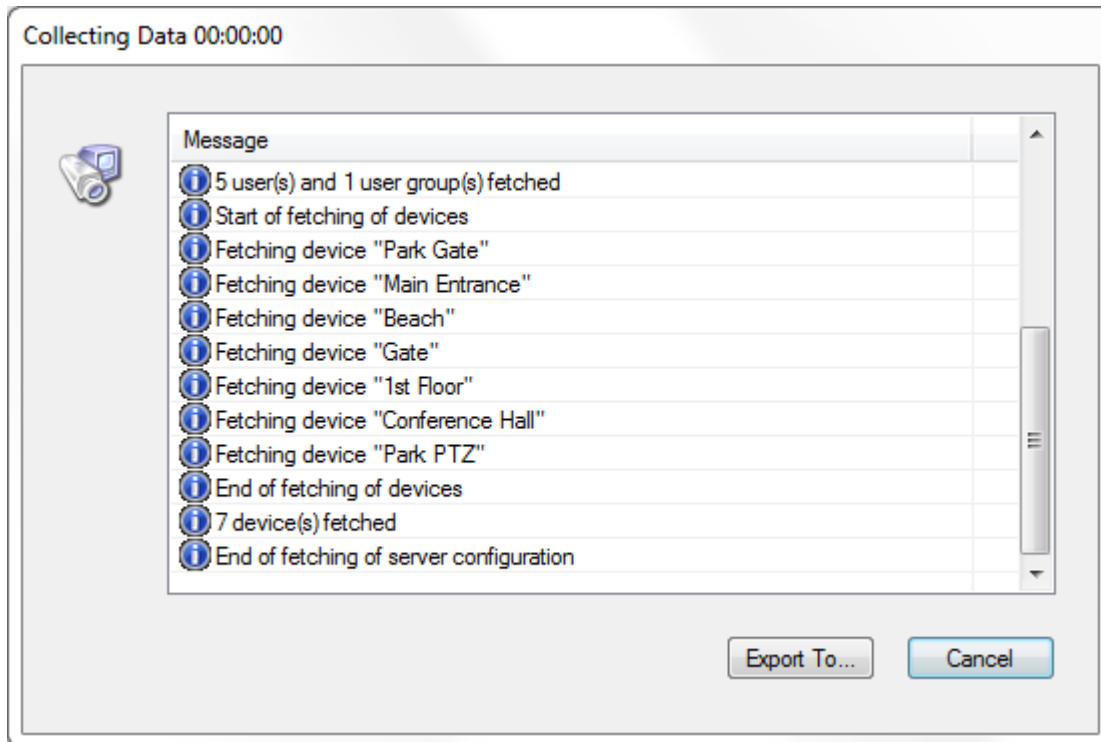 Collecting Data 00:00:00
Message
5 user(s) and 1 user group(s) fetched
Start of fetching of devices
Fetching device "Park Gate"
Fetching device "Main Entrance"
Fetching device "Beach"
Fetching device "Gate"
Fetching device "1st Floor"
Fetching device "Conference Hall"
Fetching device "Park PTZ"
End of fetching of devices
7 device(s) fetched
End of fetching of server configuration
Export To... Cancel